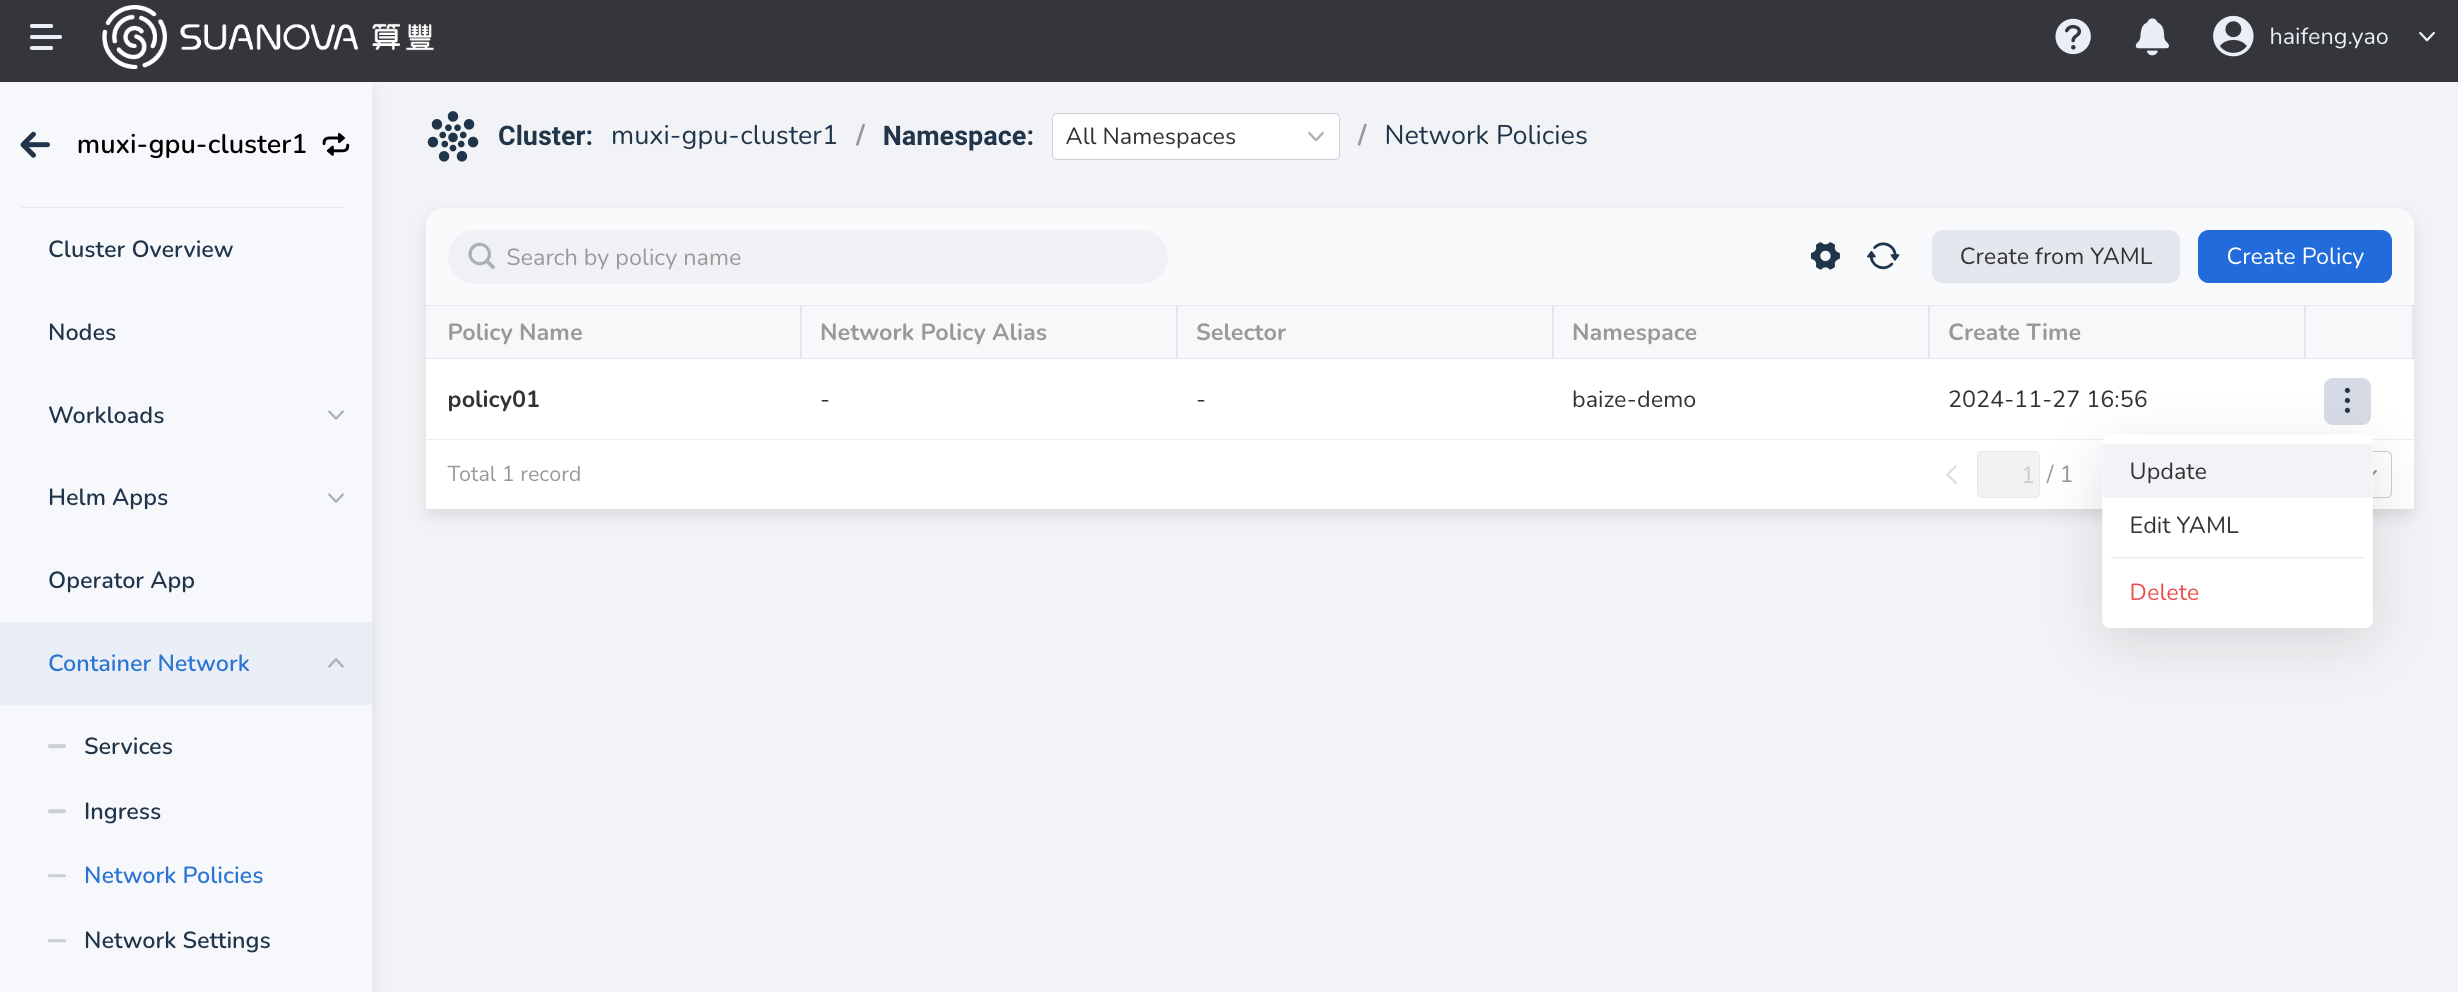 SUANOVA 算豐
haifeng.yao
muxi-gpu-cluster1
Cluster: muxi-gpu-cluster1 / Namespace: All Namespaces / Network Policies
Cluster Overview
Nodes
Workloads
Helm Apps
Operator App
Container Network
Services
Ingress
Network Policies
Network Settings
Search by policy name
Create from YAML
Create Policy
Policy Name Network Policy Alias Selector Namespace Create Time
policy01 - - baize-demo 2024-11-27 16:56
Total 1 record
1 / 1
Update
Edit YAML
Delete